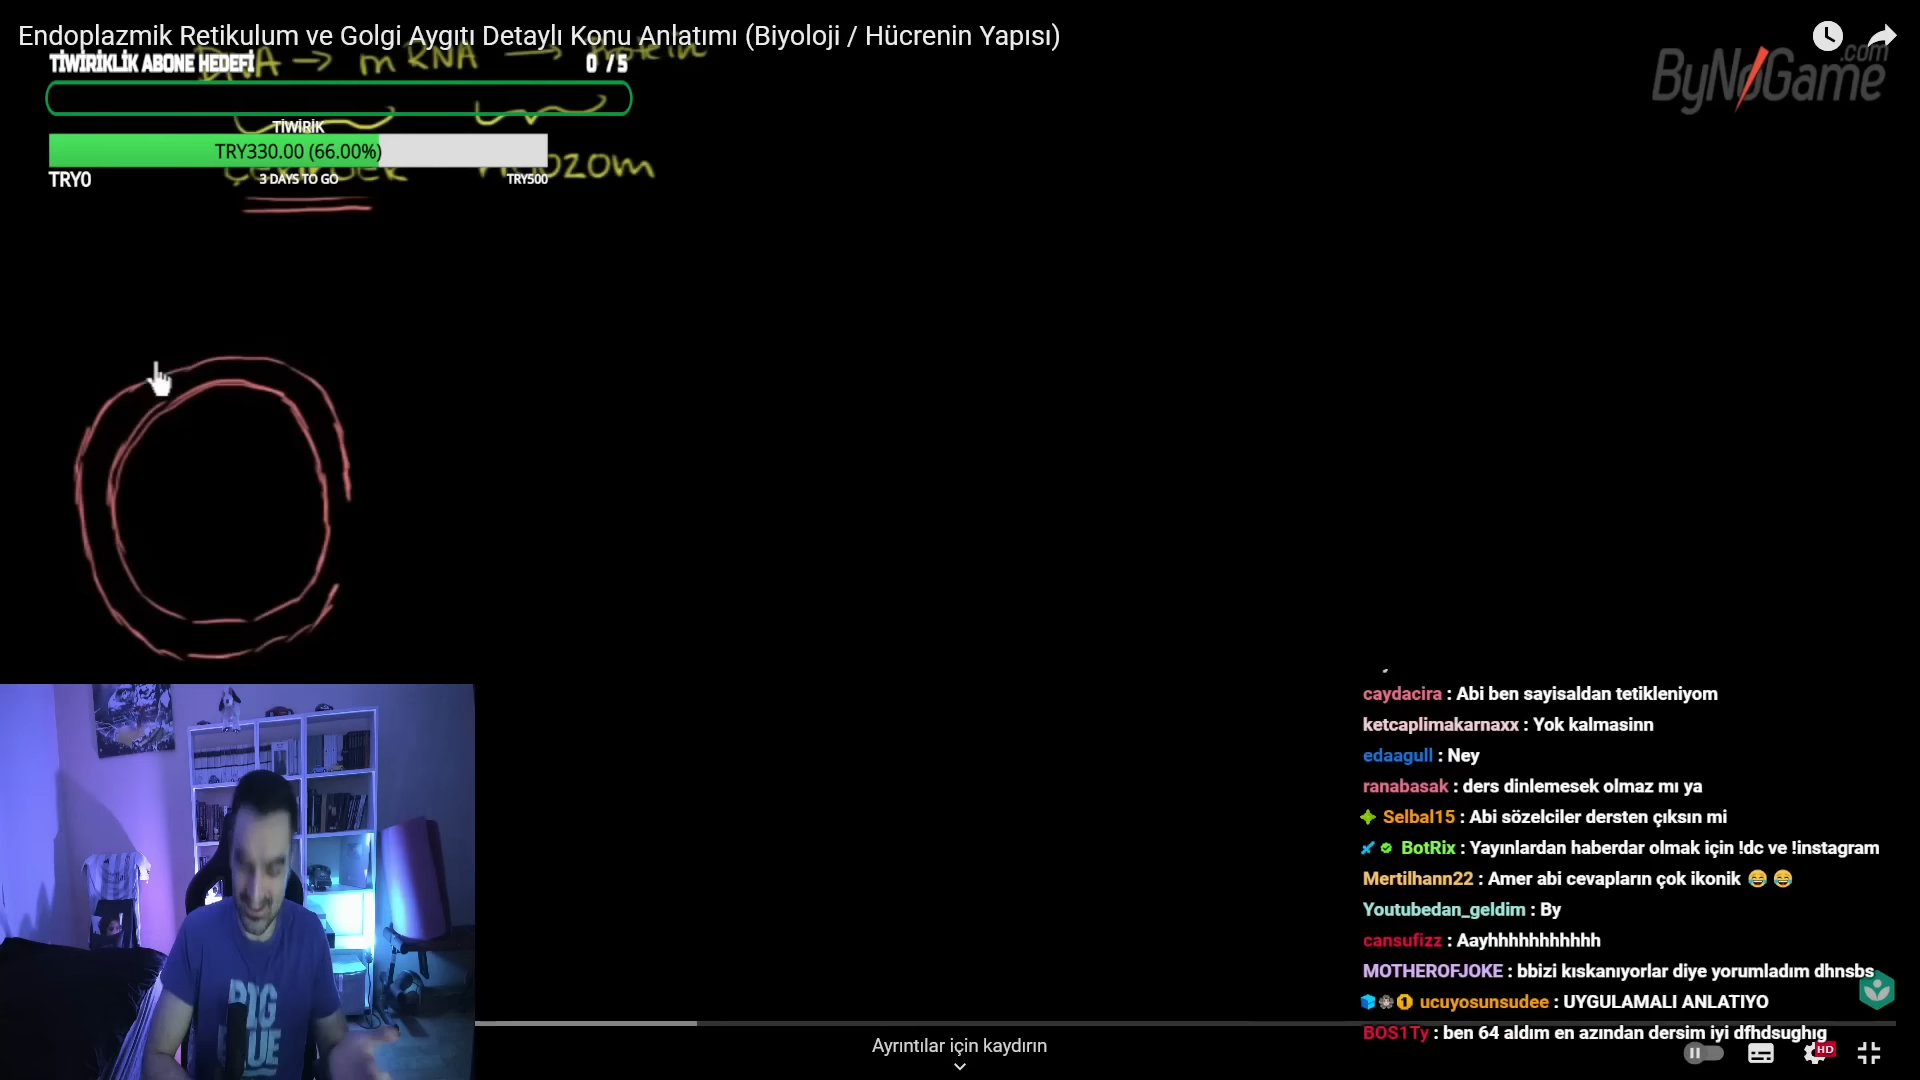 Endoplazmik Retikulum ve Golgi Aygıtı Detaylı Konu Anlatımı (Biyoloji / Hücrenin Yapısı)
DNA → mRNA → Protein
TİWİRİKLİK ABONE HEDEFİ
0 / 5
ByNoGame.com
TİWİRİK
TRY330.00 (66.00%)
TRY0
3 DAYS TO GO
TRY500
caydacira : Abi ben sayisaldan tetikleniyom
ketcaplimakarnaxx : Yok kalmasinn
edaagull : Ney
ranabasak : ders dinlemesek olmaz mı ya
Selbal15 : Abi sözelciler dersten çıksın mi
BotRix : Yayınlardan haberdar olmak için !dc ve !instagram
Mertilhann22 : Amer abi cevapların çok ikonik 😂 😂
Youtubedan_geldim : By
cansufizz : Aayhhhhhhhhhhh
MOTHEROFJOKE : bbizi kıskanıyorlar diye yorumladım dhnsbs
ucuyosunsudee : UYGULAMALI ANLATIYO
BOS1Ty : ben 64 aldım en azından dersim iyi dfhdsughıg
Ayrıntılar için kaydırın
HD